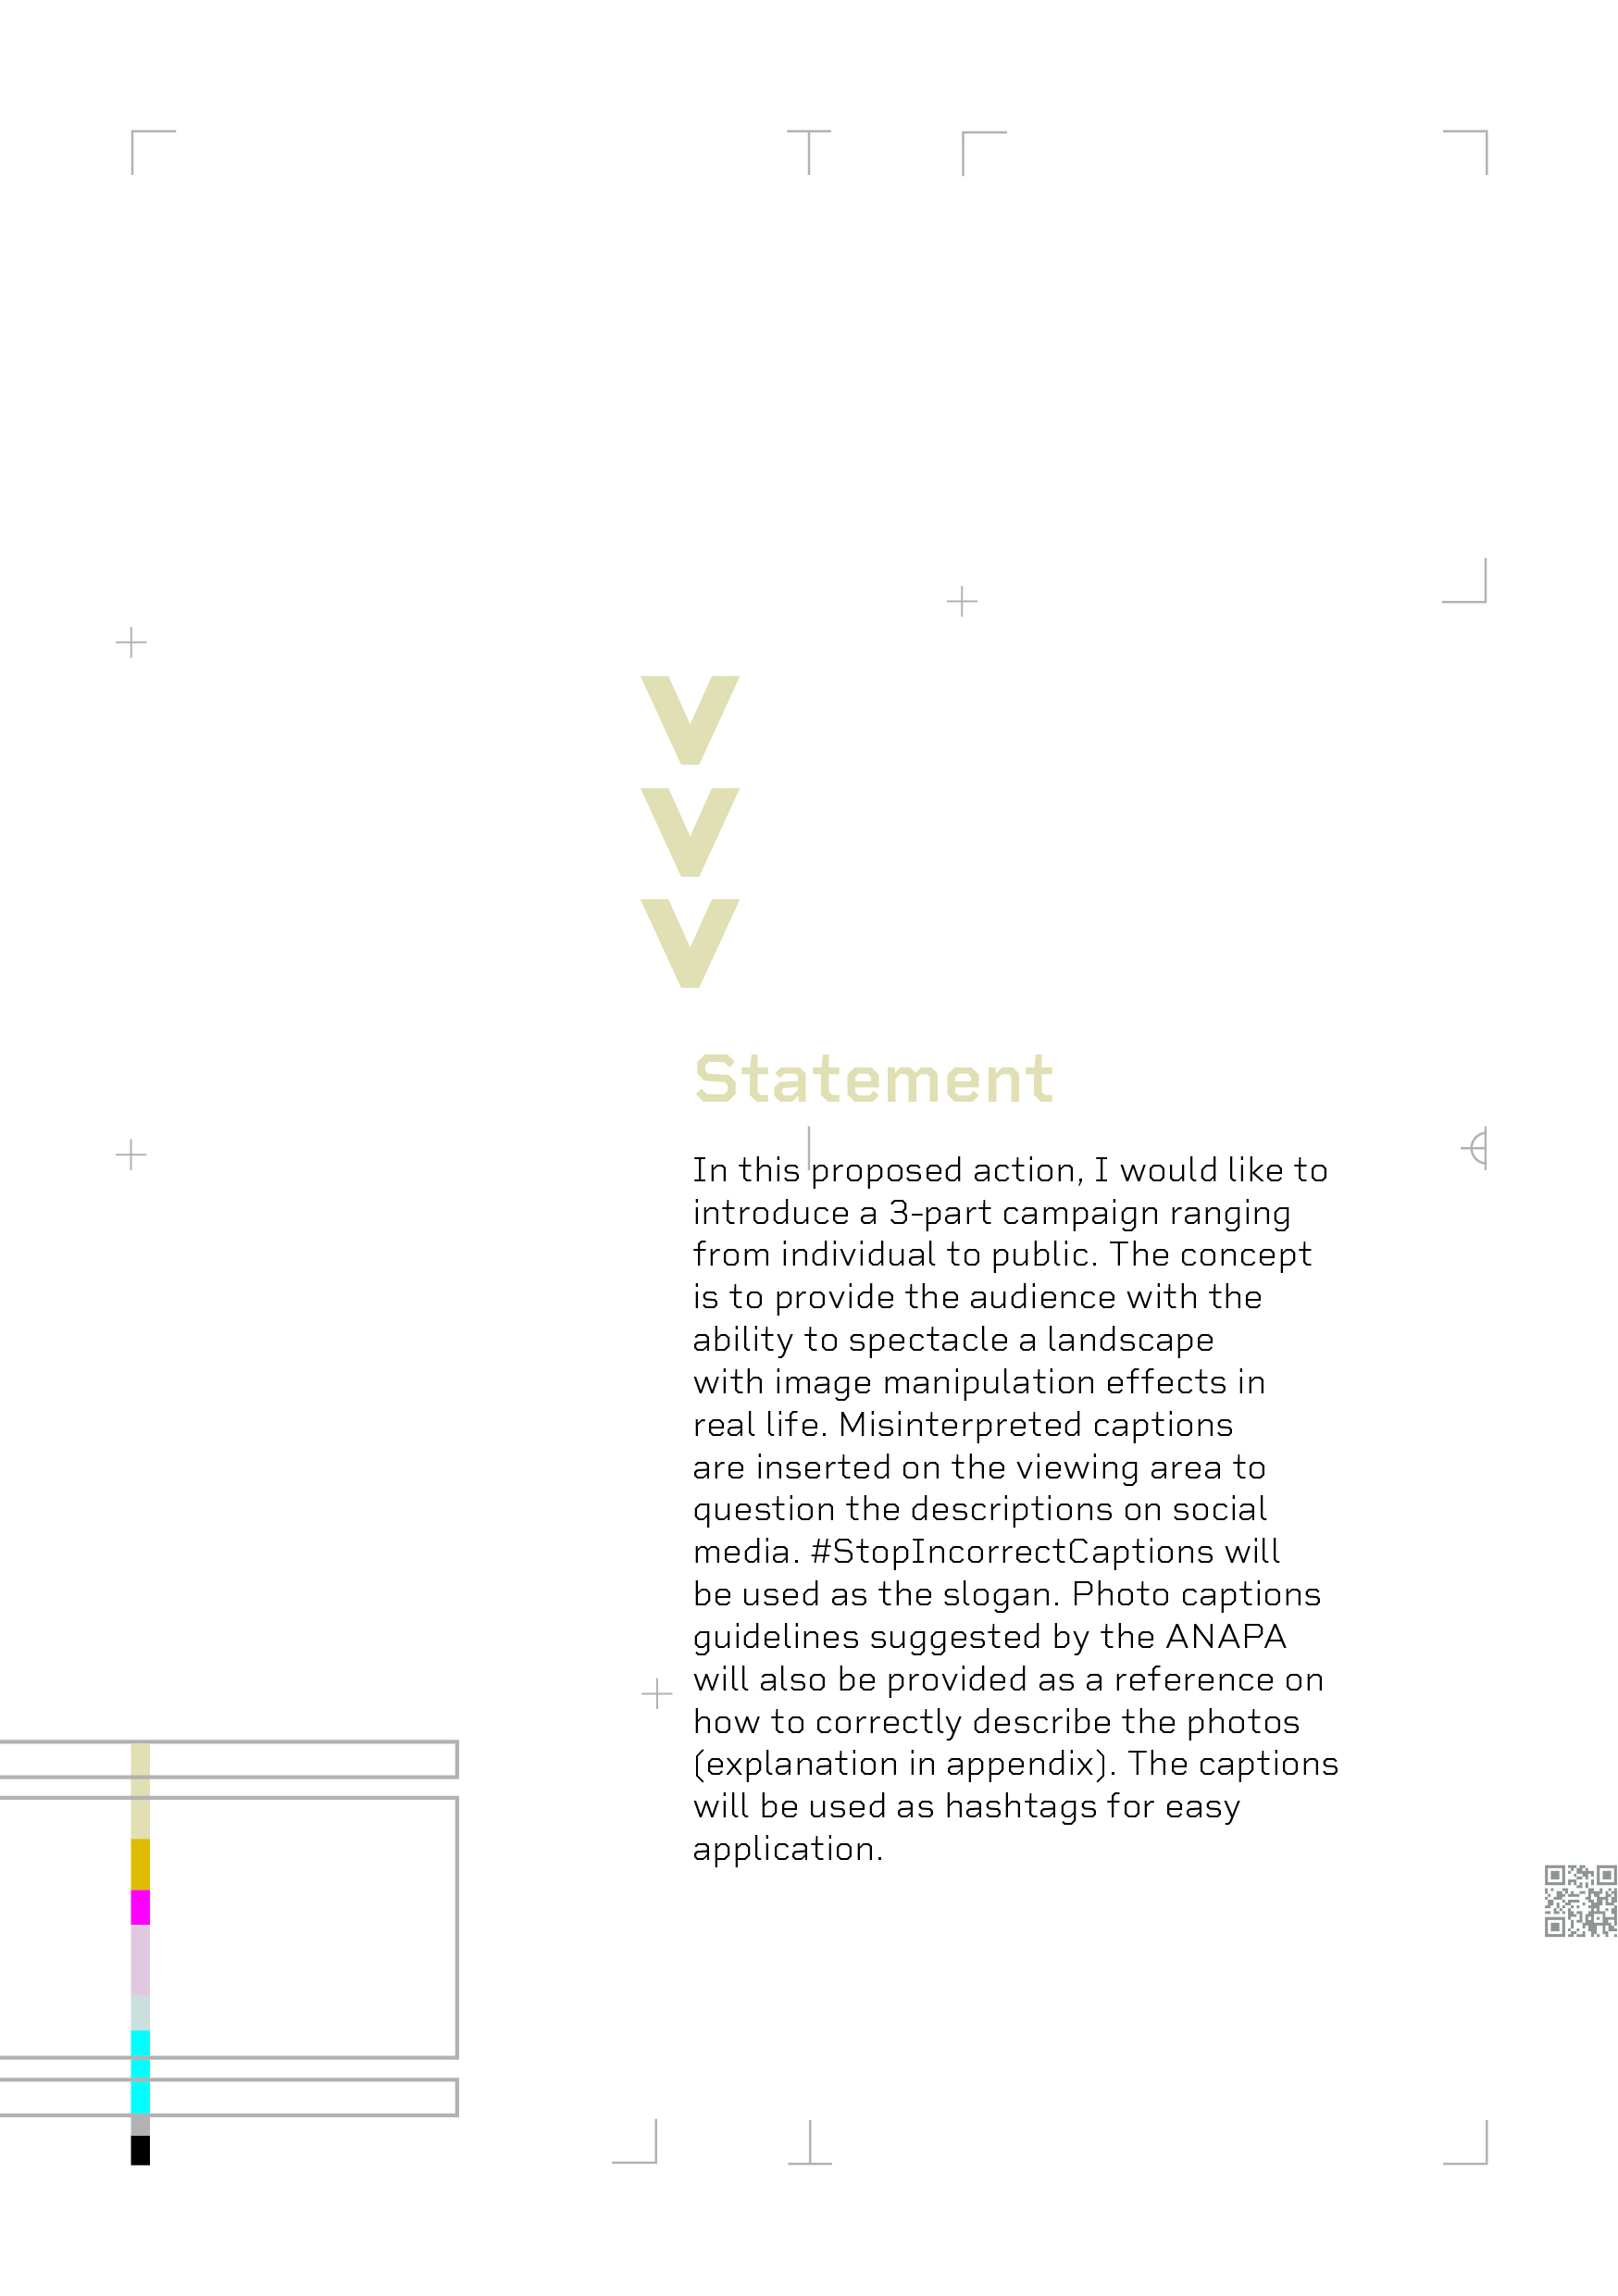 V
V
V
Statement
In this proposed action, I would like to
introduce a 3-part campaign ranging
from individual to public. The concept
is to provide the audience with the
ability to spectacle a landscape
with image manipulation effects in
real life. Misinterpreted captions
are inserted on the viewing area to
question the descriptions on social
media. #StopIncorrectCaptions will
be used as the slogan. Photo captions
guidelines suggested by the ANAPA
will also be provided as a reference on
how to correctly describe the photos
(explanation in appendix). The captions
will be used as hashtags for easy
application.